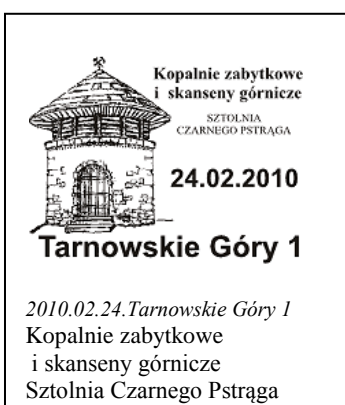 Kopalnie zabytkowe
i skanseny górnicze
SZTOLNIA
CZARNEGO PSTRĄGA
24.02.2010
Tarnowskie Góry 1
2010.02.24.Tarnowskie Góry 1
Kopalnie zabytkowe
i skanseny górnicze
Sztolnia Czarnego Pstrąga